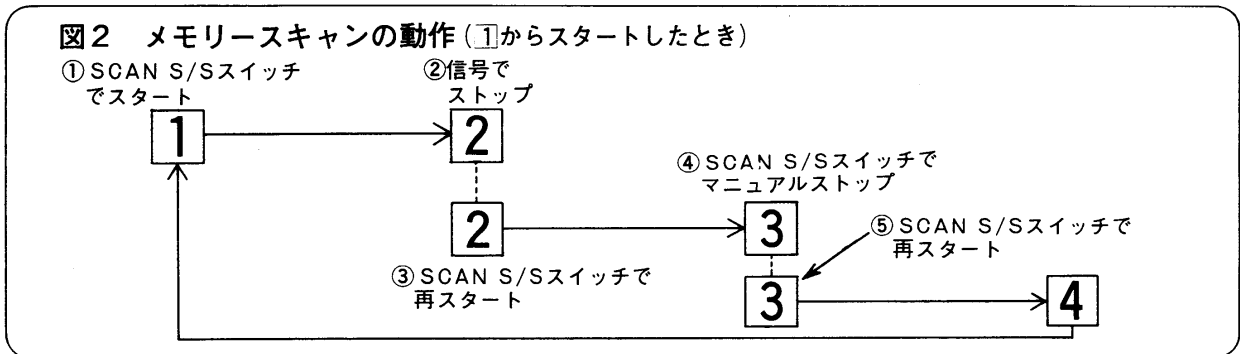 図2 メモリースキャンの動作(1からスタートしたとき)
①SCAN S/Sスイッチ
でスタート
②信号で
ストップ
1
2
④SCAN S/Sスイッチで
マニュアルストップ
2
3
⑤SCAN S/Sスイッチで
再スタート
③SCAN S/Sスイッチで
再スタート
3
4